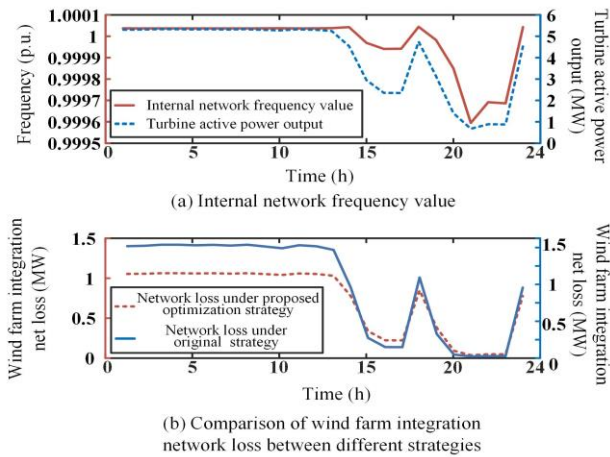 1.0001
1
0.9999
0.9998
0.9997
0.9996
0.9995
Frequency (p.u.)
Internal network frequency value
Turbine active power output
6
5
4
3
2
1
0
Turbine active power
output (MW)
0 5 10 15 20 24
Time (h)
(a) Internal network frequency value
1.5
1
0.5
0
Wind farm integration
net loss (MW)
Network loss under proposed
optimization strategy
Network loss under
original strategy
1.5
1
0.5
0
Wind farm integration
net loss (MW)
0 5 10 15 20 24
Time (h)
(b) Comparison of wind farm integration
network loss between different strategies